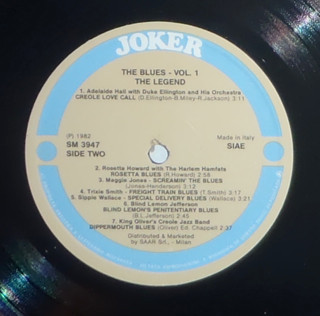 JOKER
THE BLUES - VOL. 1
THE LEGEND
1. Adelaide Hall with Duke Ellington and His Orchestra
CREOLE LOVE CALL (D.Ellington-B.Miley-R.Jackson) 3:11
(P) 1982
Made in Italy
SM 3947
SIAE
SIDE TWO
2. Rosetta Howard with The Harlem Hamfats
ROSETTA BLUES (R.Howard) 2:58
3. Maggie Jones - SCREAMIN' THE BLUES
(Jones-Henderson) 3:12
4. Trixie Smith - FREIGHT TRAIN BLUES (T.Smith) 3:17
5. Sippie Wallace - SPECIAL DELIVERY BLUES (Wallace) 3:21
6. Blind Lemon Jefferson
BLIND LEMON'S PENITENTIARY BLUES
(B.L.Jefferson) 2:45
7. King Oliver's Creole Jazz Band
DIPPERMOUTH BLUES (Oliver) Ed. Chappell 2:37
Distributed & Marketed
by SAAR Srl., - Milan